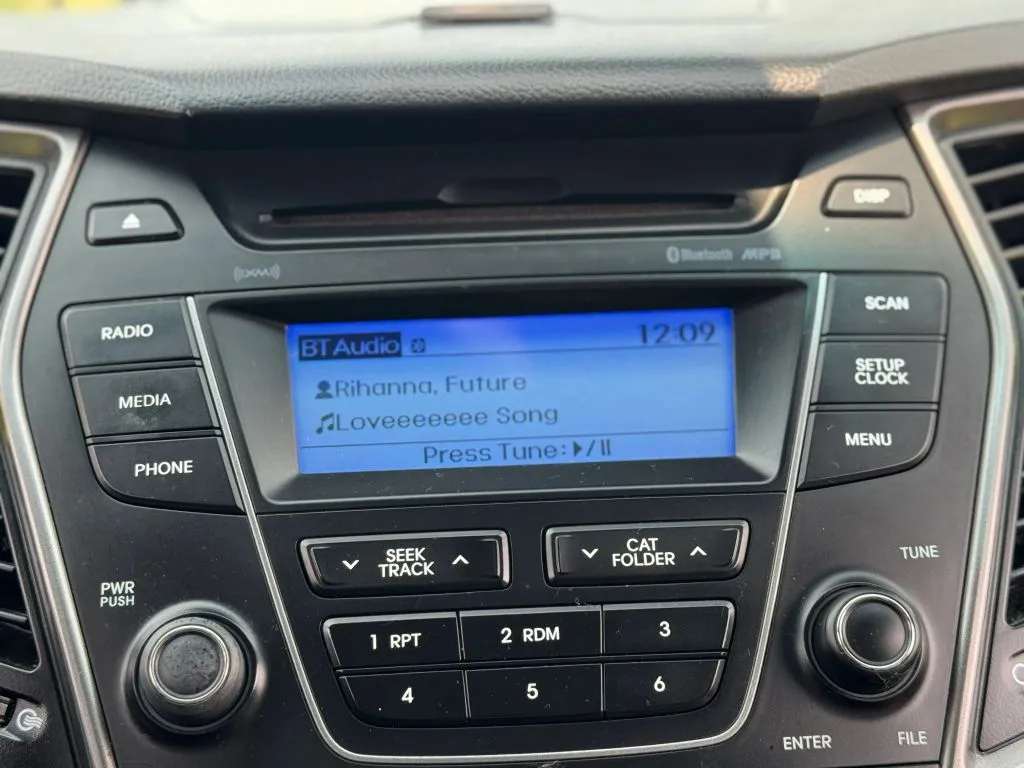 DISP
((XM))
Bluetooth MP3
RADIO
SCAN
BT Audio
12:09
Rihanna, Future
Loveeeeeee Song
Press Tune:▶/II
MEDIA
SETUP
CLOCK
PHONE
MENU
SEEK
TRACK
CAT
FOLDER
TUNE
PWR
PUSH
1 RPT
2 RDM
3
4
5
6
ENTER
FILE